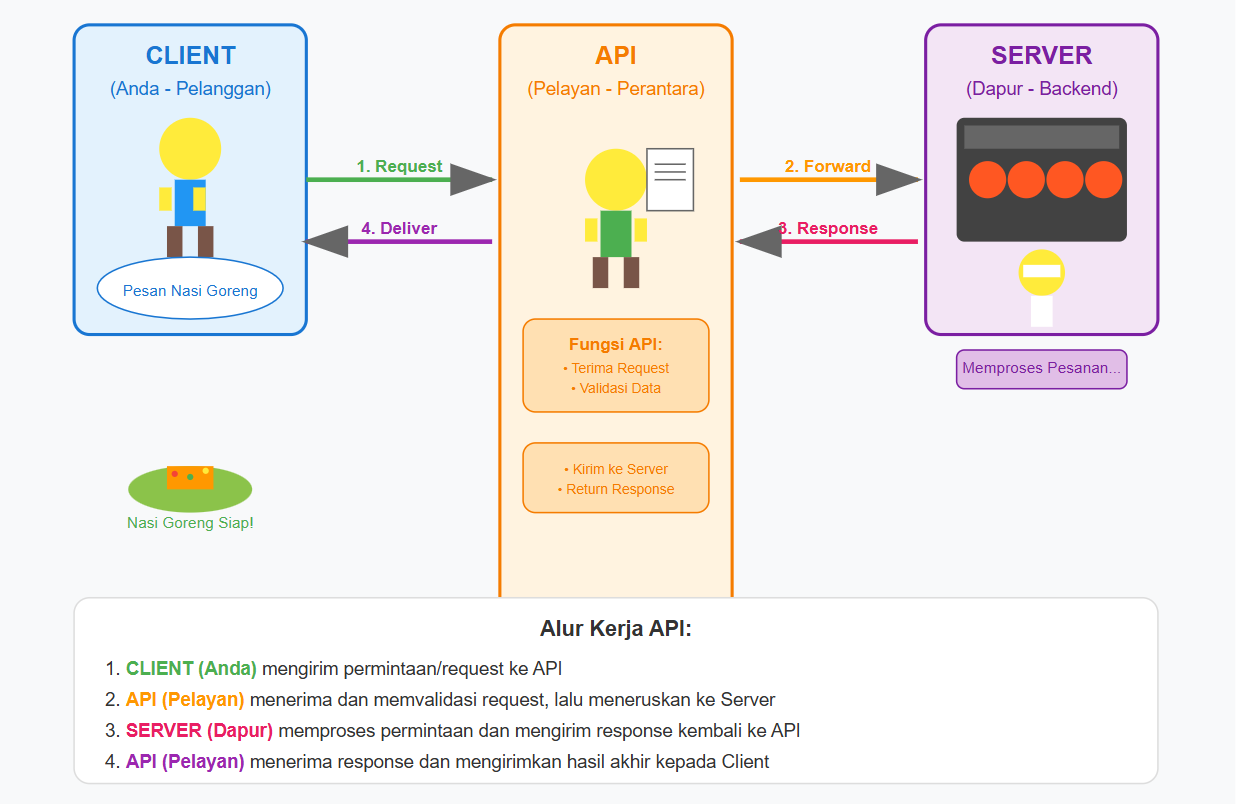 CLIENT
(Anda - Pelanggan)
API
(Pelayan - Perantara)
SERVER
(Dapur - Backend)
1. Request
2. Forward
4. Deliver
3. Response
Pesan Nasi Goreng
Fungsi API:
• Terima Request
• Validasi Data
Memproses Pesanan...
• Kirim ke Server
• Return Response
Nasi Goreng Siap!
Alur Kerja API:
1. CLIENT (Anda) mengirim permintaan/request ke API
2. API (Pelayan) menerima dan memvalidasi request, lalu meneruskan ke Server
3. SERVER (Dapur) memproses permintaan dan mengirim response kembali ke API
4. API (Pelayan) menerima response dan mengirimkan hasil akhir kepada Client